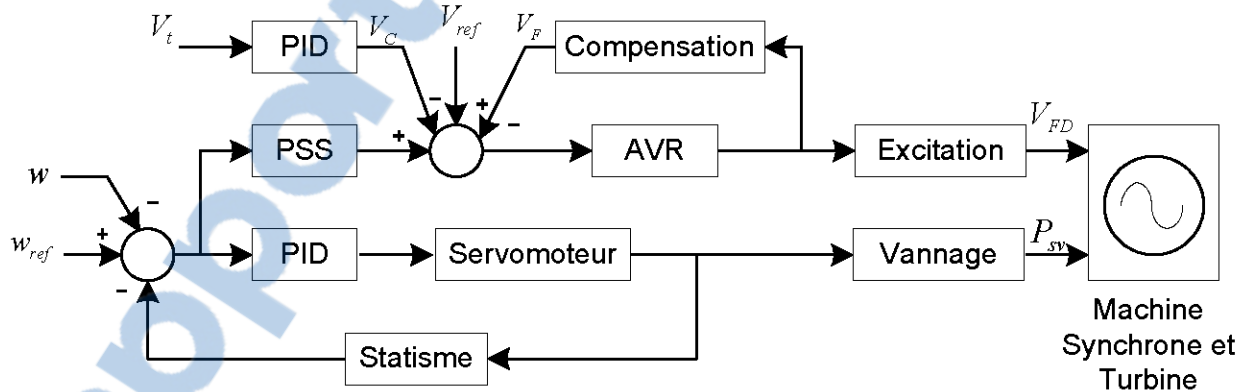 V_t
PID
V_C
V_ref
V_F
Compensation
PSS
AVR
Excitation
V_FD
w
w_ref
PID
Servomoteur
Vannage
P_sv
Statisme
Machine
Synchrone et
Turbine
+
−
+
−
−
+
−
−